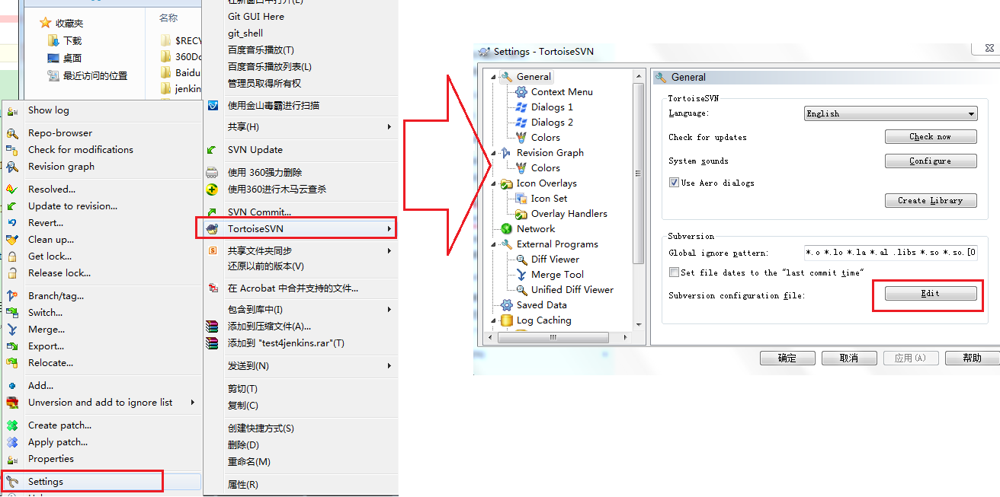 收藏夹
下载
桌面
最近访问的位置
名称
$RECY
360Do
Baidu
jenkin
Show log
Repo-browser
Check for modifications
Revision graph
Resolved...
Update to revision...
Revert...
Clean up...
Get lock...
Release lock...
Branch/tag...
Switch...
Merge...
Export...
Relocate...
Add...
Unversion and add to ignore list
Create patch...
Apply patch...
Properties
Settings
在新窗口中打开(E)
Git GUI Here
git_shell
百度音乐播放(T)
百度音乐播放列表(L)
管理员取得所有权
使用金山毒霸进行扫描
共享(H)
SVN Update
使用 360强力删除
使用360进行木马云查杀
SVN Commit...
TortoiseSVN
共享文件夹同步
还原以前的版本(V)
在 Acrobat 中合并支持的文件...
包含到库中(I)
添加到压缩文件(A)...
添加到 "test4jenkins.rar"(T)
发送到(N)
剪切(T)
复制(C)
创建快捷方式(S)
删除(D)
重命名(M)
属性(R)
Settings - TortoiseSVN
General
Context Menu
Dialogs 1
Dialogs 2
Colors
Revision Graph
Colors
Icon Overlays
Icon Set
Overlay Handlers
Network
External Programs
Diff Viewer
Merge Tool
Unified Diff Viewer
Saved Data
Log Caching
General
TortoiseSVN
Language:
English
Check for updates
Check now
System sounds
Configure
Use Aero dialogs
Create Library
Subversion
Global ignore pattern:
*.o *.lo *.la *.al .libs *.so *.so.[0
Set file dates to the "last commit time"
Subversion configuration file:
Edit
确定
取消
应用(A)
帮助